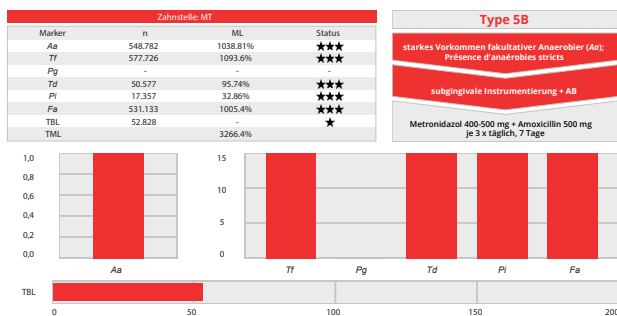 Zahnstelle: MT
Marker n ML Status
Aa 548.782 1038.81% ★★★
Tf 577.726 1093.6% ★★★
Pg - - -
Td 50.577 95.74% ★★★
Pi 17.357 32.86% ★★★
Fa 531.133 1005.4% ★★★
TBL 52.828 - ★
TML 3266.4%
Type 5B
starkes Vorkommen fakultativer Anaerobier (Aa);
Présence d'anaérobies stricts
subgingivale Instrumentierung + AB
Metronidazol 400-500 mg + Amoxicillin 500 mg
je 3 x täglich, 7 Tage
1,0
0,8
0,6
0,4
0,2
0,0
Aa
15
10
5
0
Tf Pg Td Pi Fa
TBL
0 50 100 150 200